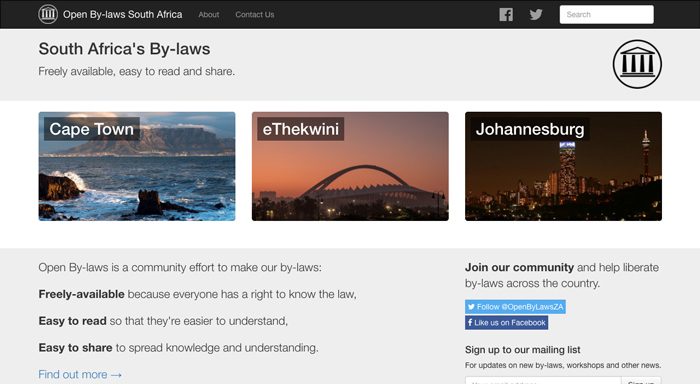 Open By-laws South Africa About Contact Us Search
South Africa's By-laws
Freely available, easy to read and share.
Cape Town
eThekwini
Johannesburg
Open By-laws is a community effort to make our by-laws:
Freely-available because everyone has a right to know the law,
Easy to read so that they're easier to understand,
Easy to share to spread knowledge and understanding.
Find out more →
Join our community and help liberate
by-laws across the country.
Follow @OpenByLawsZA
Like us on Facebook
Sign up to our mailing list
For updates on new by-laws, workshops and other news.
Your email address Sign up